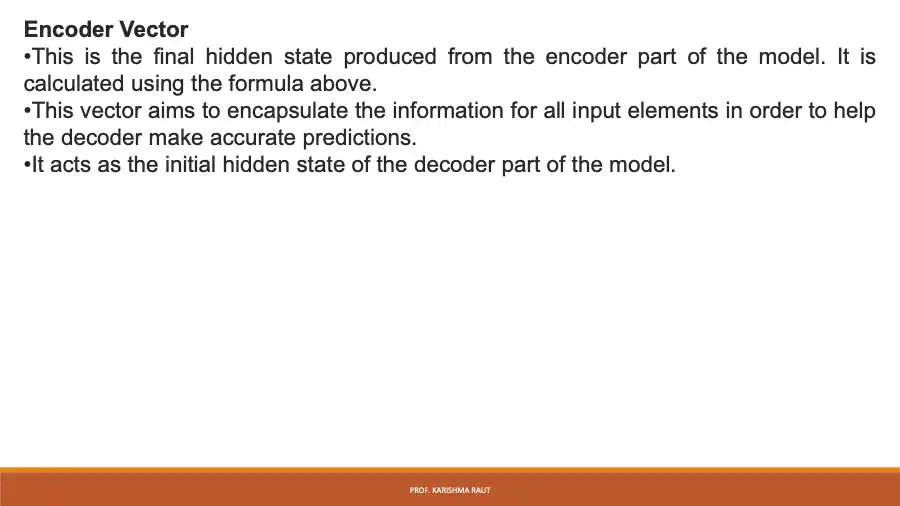 Encoder Vector
•This is the final hidden state produced from the encoder part of the model. It is
calculated using the formula above.
•This vector aims to encapsulate the information for all input elements in order to help
the decoder make accurate predictions.
•It acts as the initial hidden state of the decoder part of the model.
PROF. KARISHMA RAUT